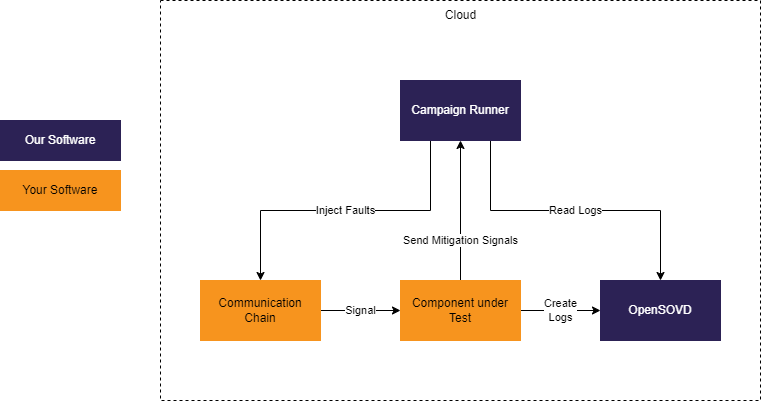 Cloud
Campaign Runner
Our Software
Your Software
Inject Faults
Read Logs
Send Mitigation Signals
Communication
Chain
Signal
Component under
Test
Create
Logs
OpenSOVD